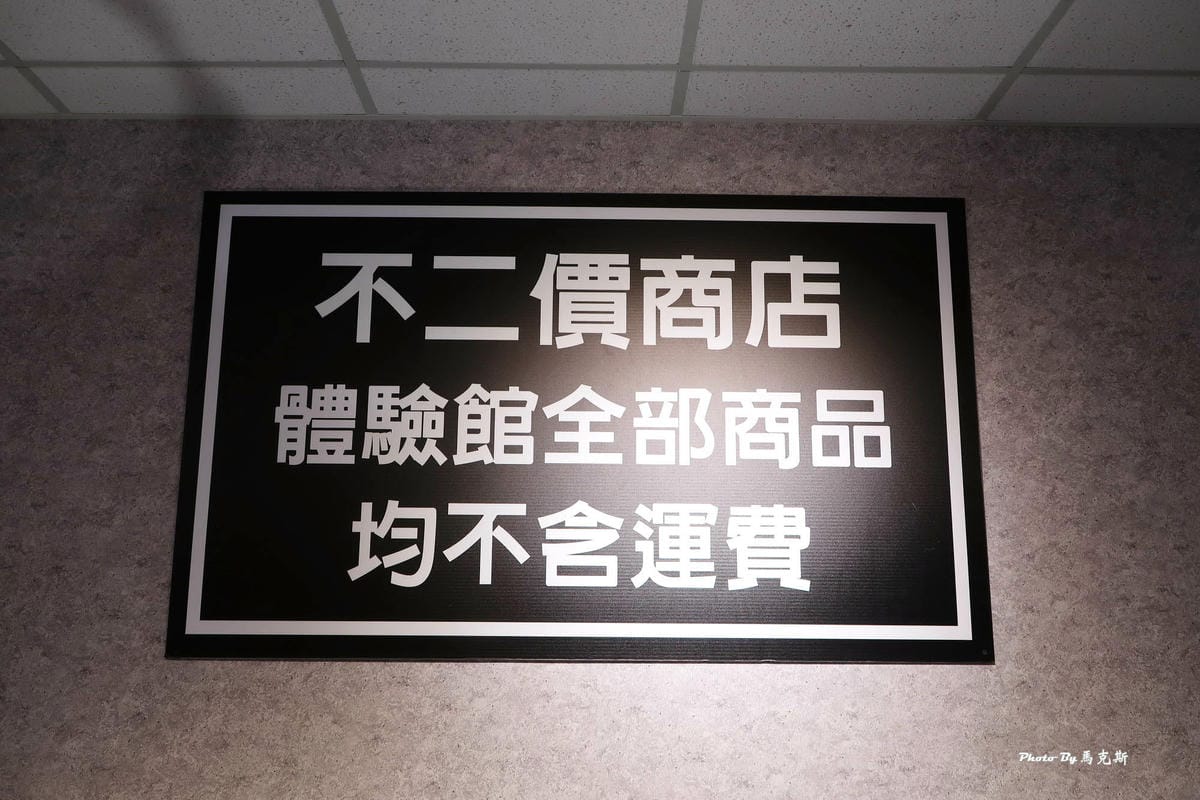 不二價商店
體驗館全部商品
均不含運費
Photo By 馬克斯